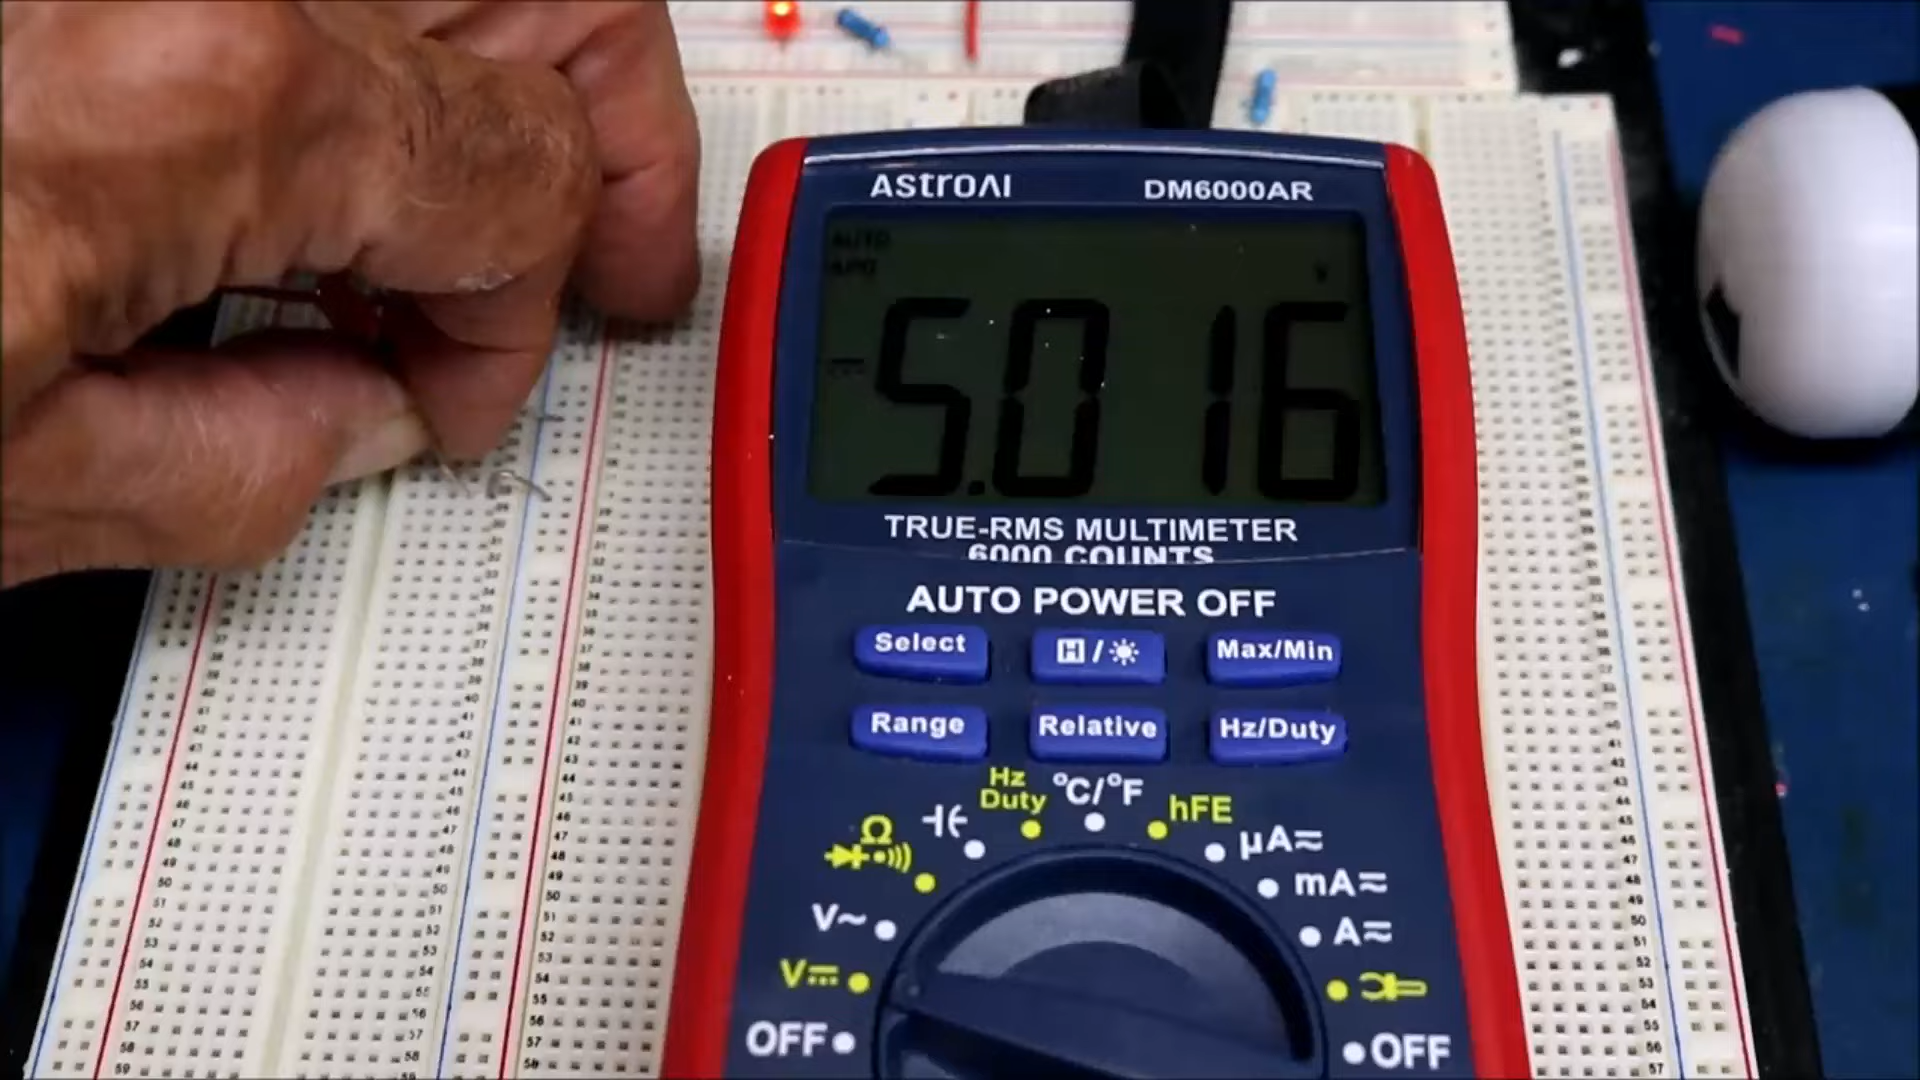 ASTROAI DM6000AR
AUTO
APO
V
5.016
TRUE-RMS MULTIMETER
6000 COUNTS
AUTO POWER OFF
Select H/☀ Max/Min
Range Relative Hz/Duty
Hz
Duty
°C/°F
hFE
Ω
µA
mA
V~
A
V
OFF
OFF